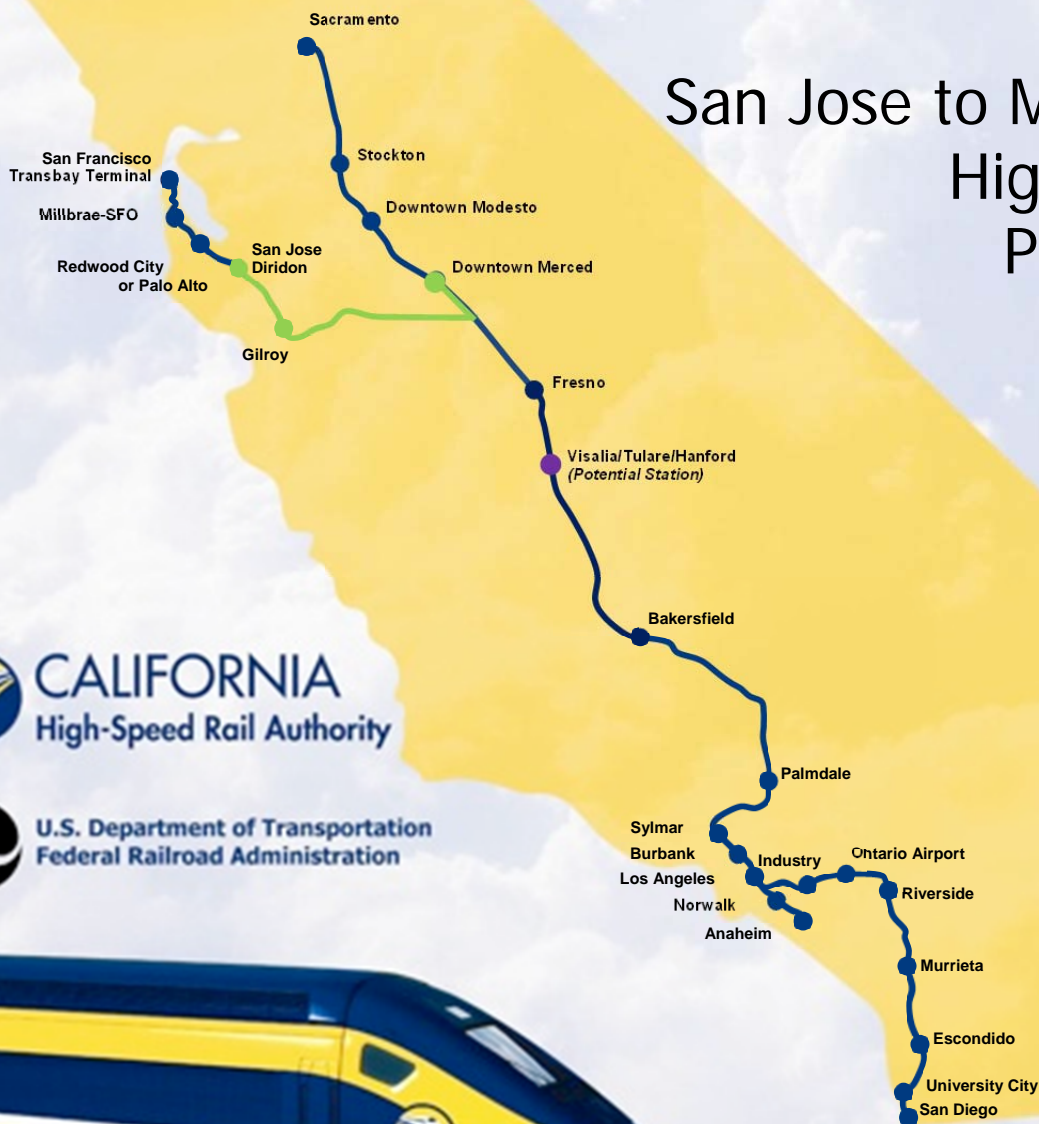 Sacramento
San Jose to M
Hig
P
San Francisco
Transbay Terminal
Stockton
Millbrae-SFO
Downtown Modesto
San Jose
Diridon
Redwood City
or Palo Alto
Downtown Merced
Gilroy
Fresno
Visalia/Tulare/Hanford
(Potential Station)
Bakersfield
CALIFORNIA
High-Speed Rail Authority
Palmdale
U.S. Department of Transportation
Federal Railroad Administration
Sylmar
Burbank
Los Angeles
Industry
Ontario Airport
Riverside
Norwalk
Anaheim
Murrieta
Escondido
University City
San Diego